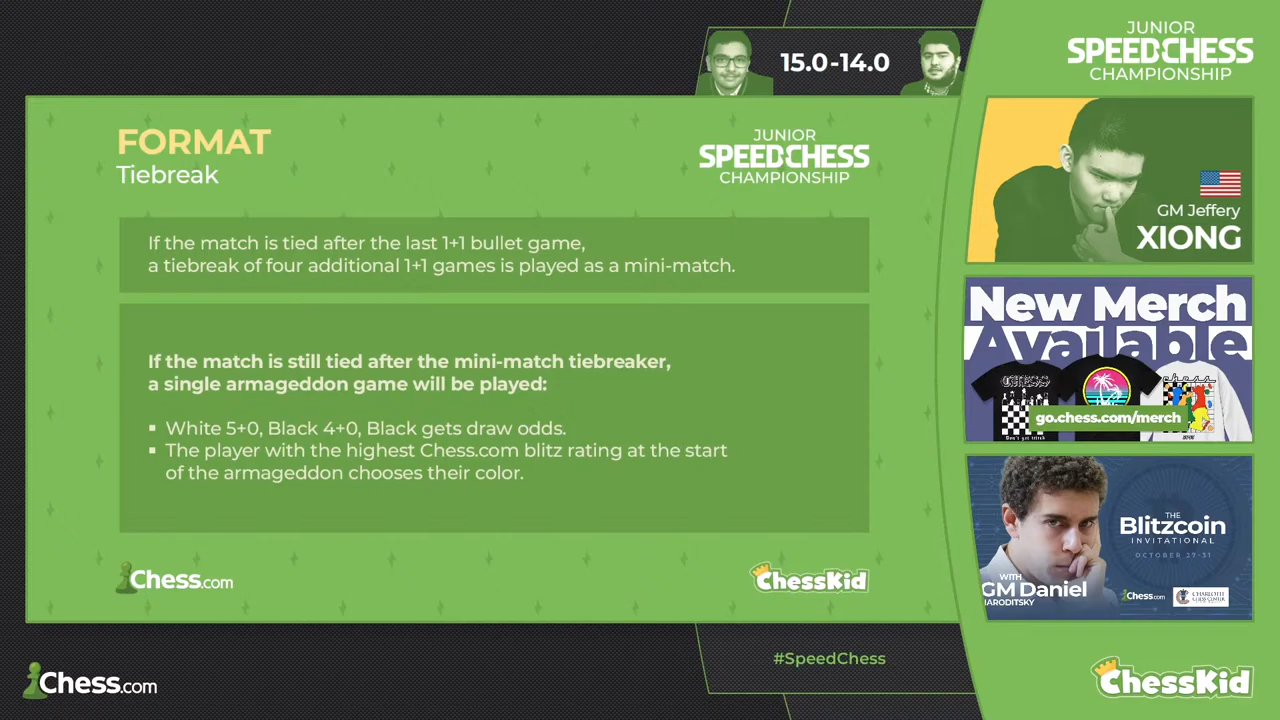 15.0-14.0
JUNIOR
SPEEDCHESS
CHAMPIONSHIP
FORMAT
Tiebreak
JUNIOR
SPEEDCHESS
CHAMPIONSHIP
If the match is tied after the last 1+1 bullet game,
a tiebreak of four additional 1+1 games is played as a mini-match.
If the match is still tied after the mini-match tiebreaker,
a single armageddon game will be played:
▪ White 5+0, Black 4+0, Black gets draw odds.
▪ The player with the highest Chess.com blitz rating at the start
of the armageddon chooses their color.
Chess.com
ChessKid
GM Jeffery
XIONG
New Merch
Available
chess
go.chess.com/merch
THE
Blitzcoin
INVITATIONAL
OCTOBER 29-31
WITH
GM Daniel
NARODITSKY
Chess.com
CHARLOTTE
CHESS CENTER
#SpeedChess
Chess.com
ChessKid